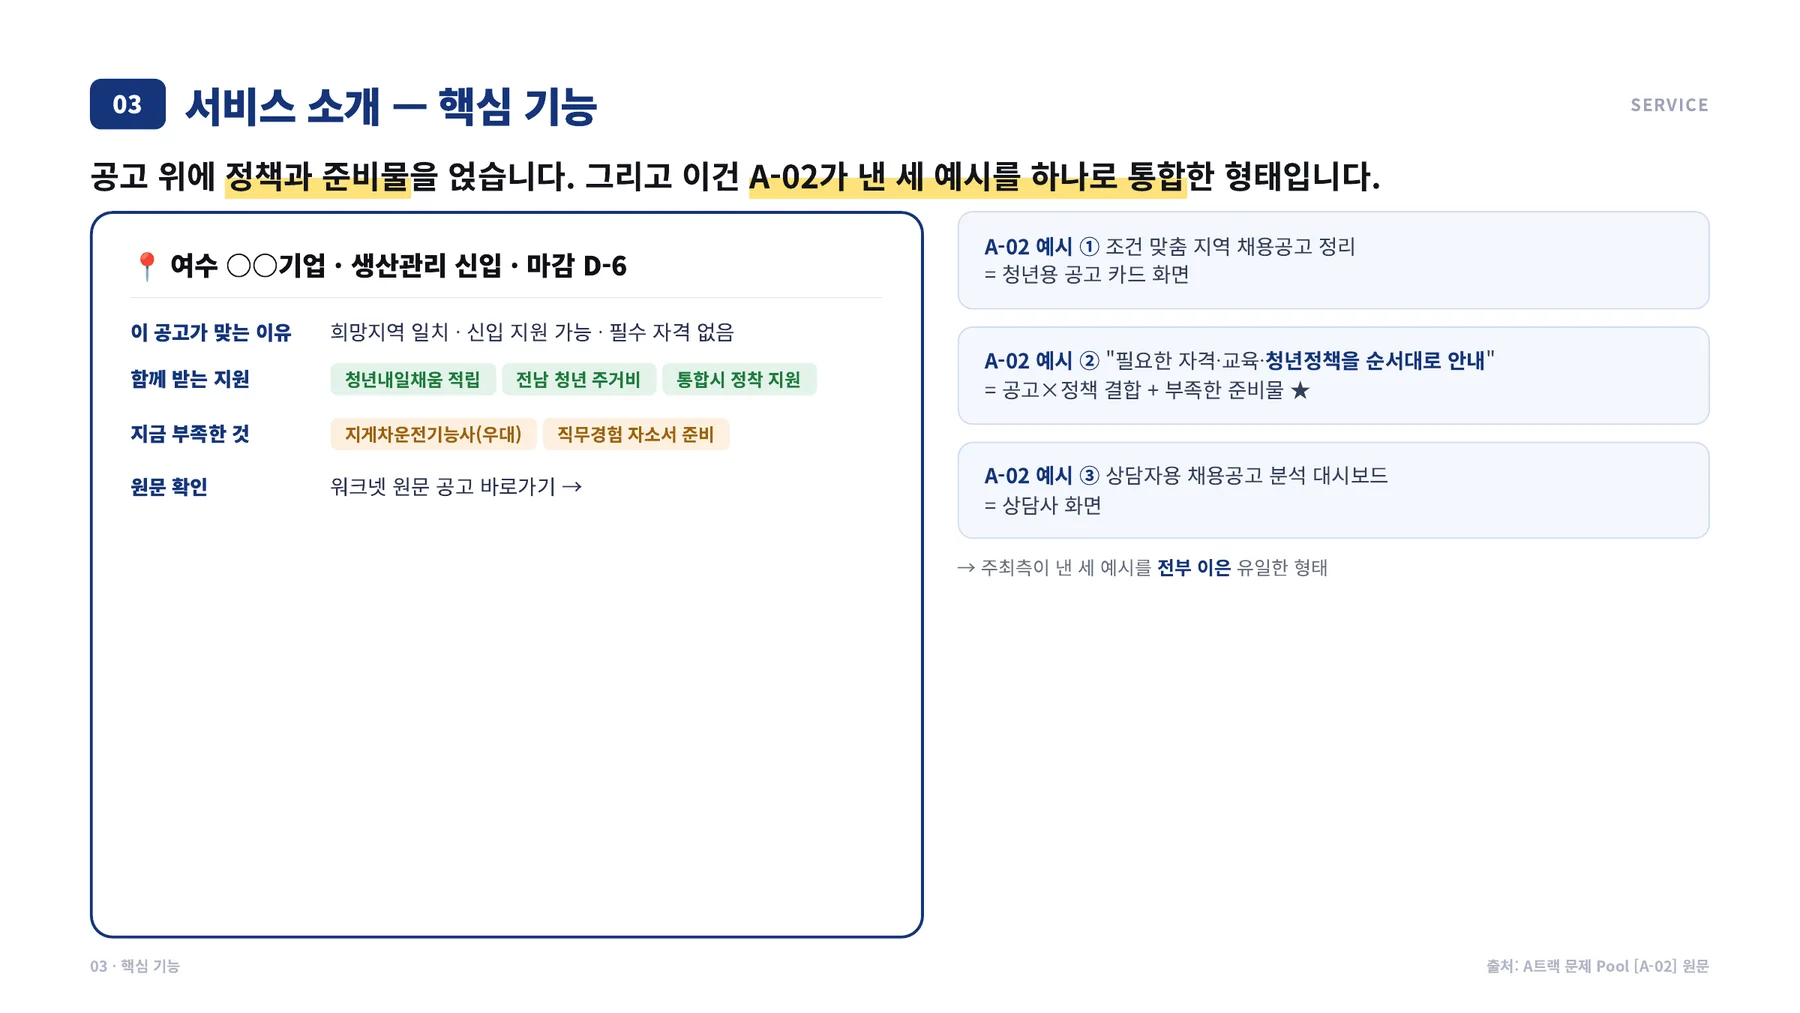 03 서비스 소개 — 핵심 기능
SERVICE
공고 위에 정책과 준비물을 얹습니다. 그리고 이건 A-02가 낸 세 예시를 하나로 통합한 형태입니다.
📍 여수 ○○기업 · 생산관리 신입 · 마감 D-6
이 공고가 맞는 이유 희망지역 일치 · 신입 지원 가능 · 필수 자격 없음
함께 받는 지원 청년내일채움 적립 전남 청년 주거비 통합시 정착 지원
지금 부족한 것 지게차운전기능사(우대) 직무경험 자소서 준비
원문 확인 워크넷 원문 공고 바로가기 →
A-02 예시 ① 조건 맞춤 지역 채용공고 정리
= 청년용 공고 카드 화면
A-02 예시 ② "필요한 자격·교육·청년정책을 순서대로 안내"
= 공고×정책 결합 + 부족한 준비물 ★
A-02 예시 ③ 상담자용 채용공고 분석 대시보드
= 상담사 화면
→ 주최측이 낸 세 예시를 전부 이은 유일한 형태
03 · 핵심 기능
출처: A트랙 문제 Pool [A-02] 원문